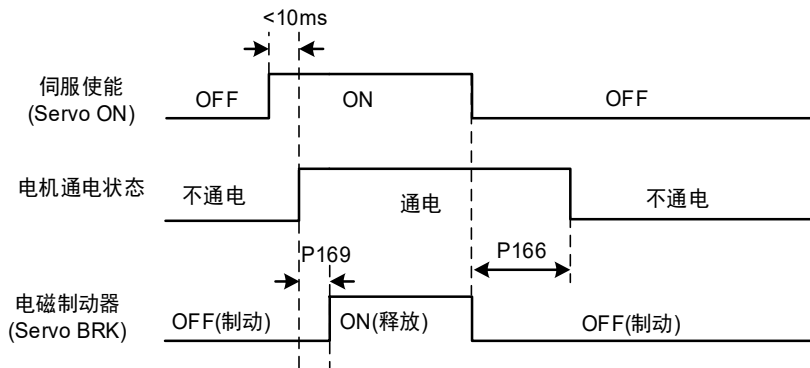 <10ms
伺服使能
(Servo ON)
OFF
ON
OFF
电机通电状态
不通电
通电
不通电
P169
P166
电磁制动器
(Servo BRK)
OFF(制动)
ON(释放)
OFF(制动)